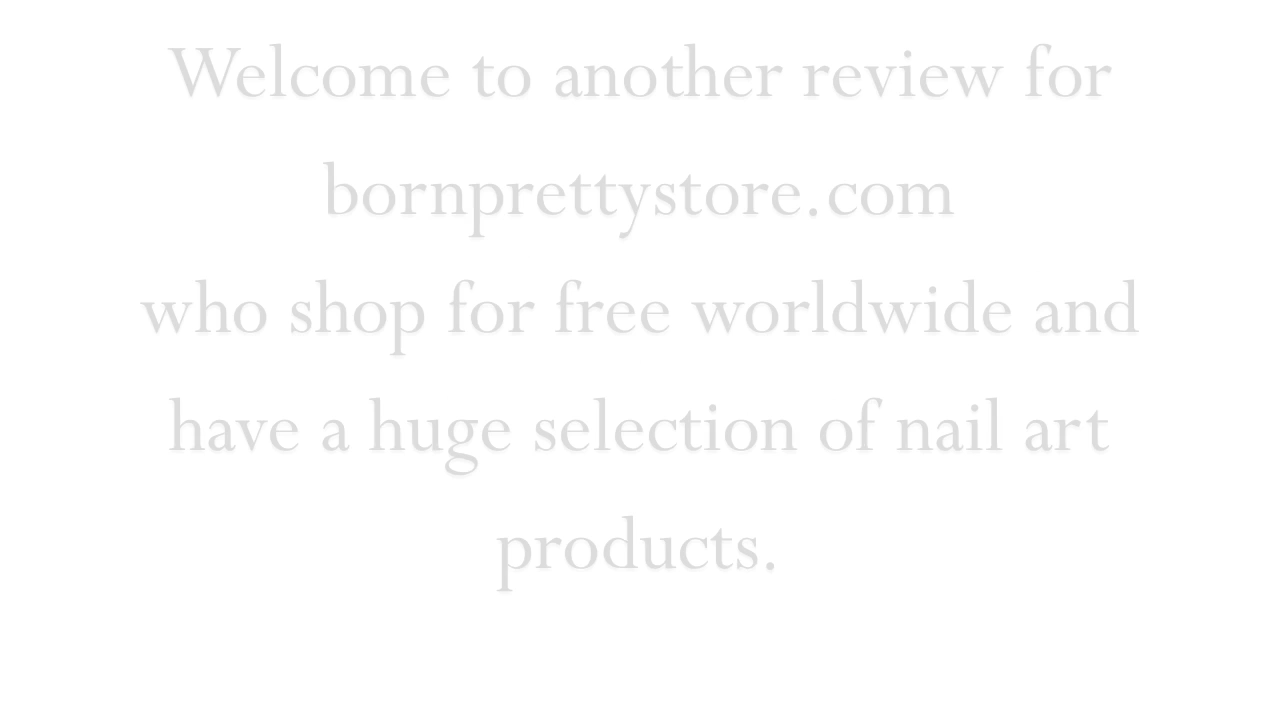 Welcome to another review for
bornprettystore.com
who shop for free worldwide and
have a huge selection of nail art
products.